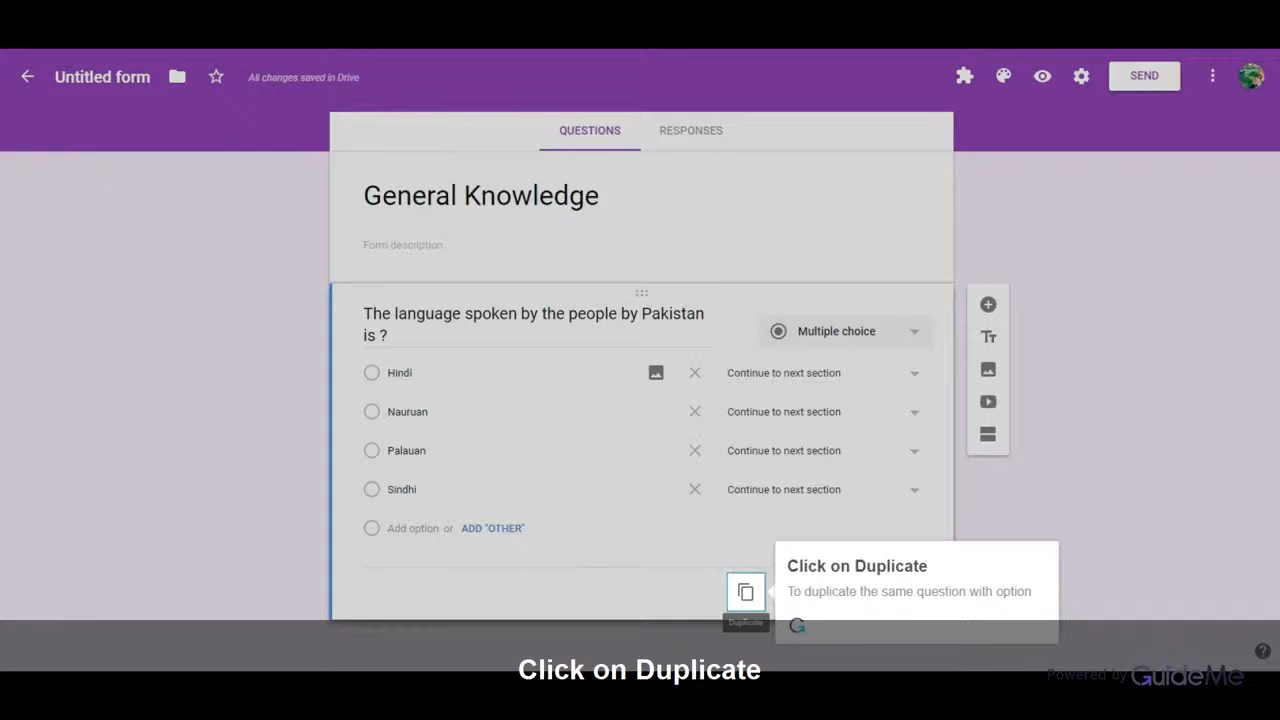 Untitled form
All changes saved in Drive
SEND
QUESTIONS RESPONSES
General Knowledge
Form description
The language spoken by the people by Pakistan
is ?
Multiple choice
Hindi Continue to next section
Nauruan Continue to next section
Palauan Continue to next section
Sindhi Continue to next section
Add option or ADD "OTHER"
Click on Duplicate
To duplicate the same question with option
Duplicate
Click on Duplicate
Powered by GuideMe